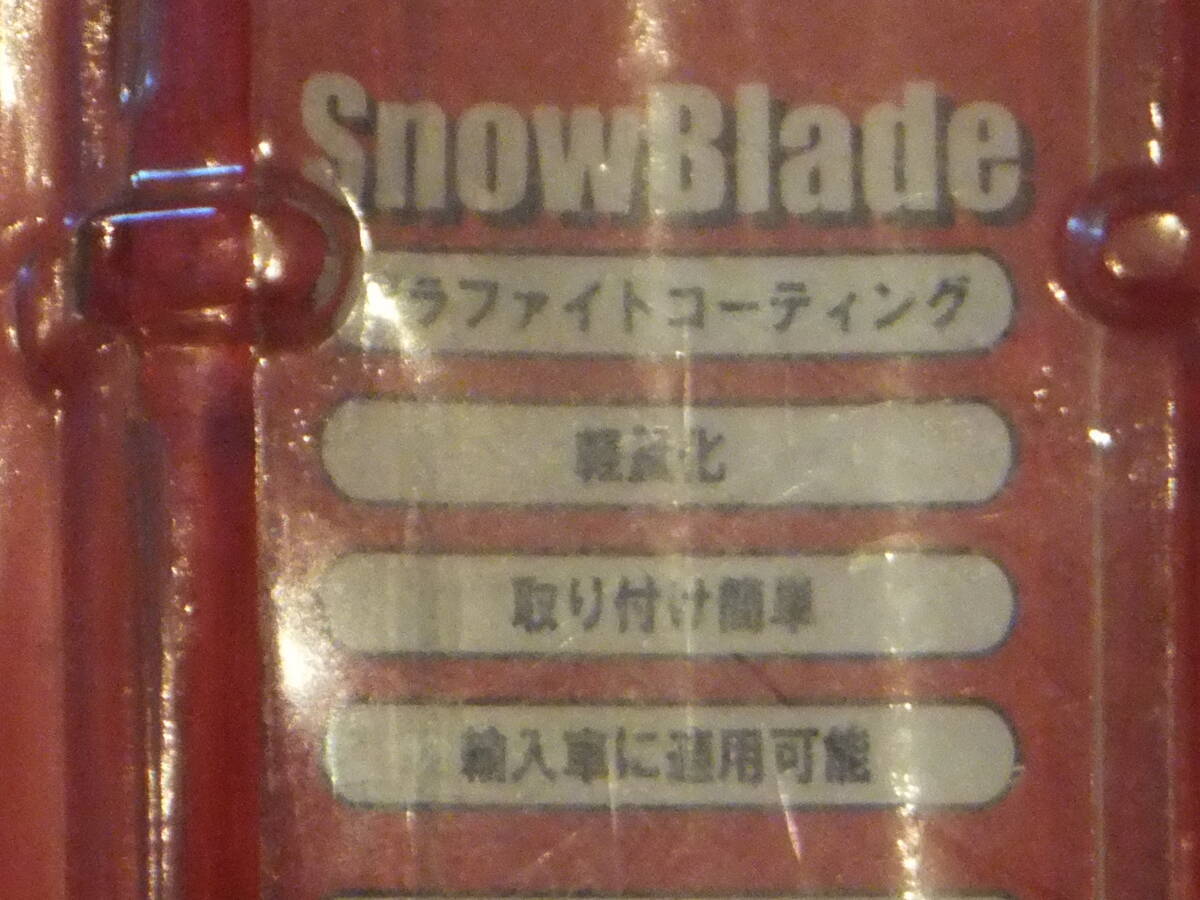 SnowBlade
グラファイトコーティング
軽量化
取り付け簡単
輸入車に適用可能